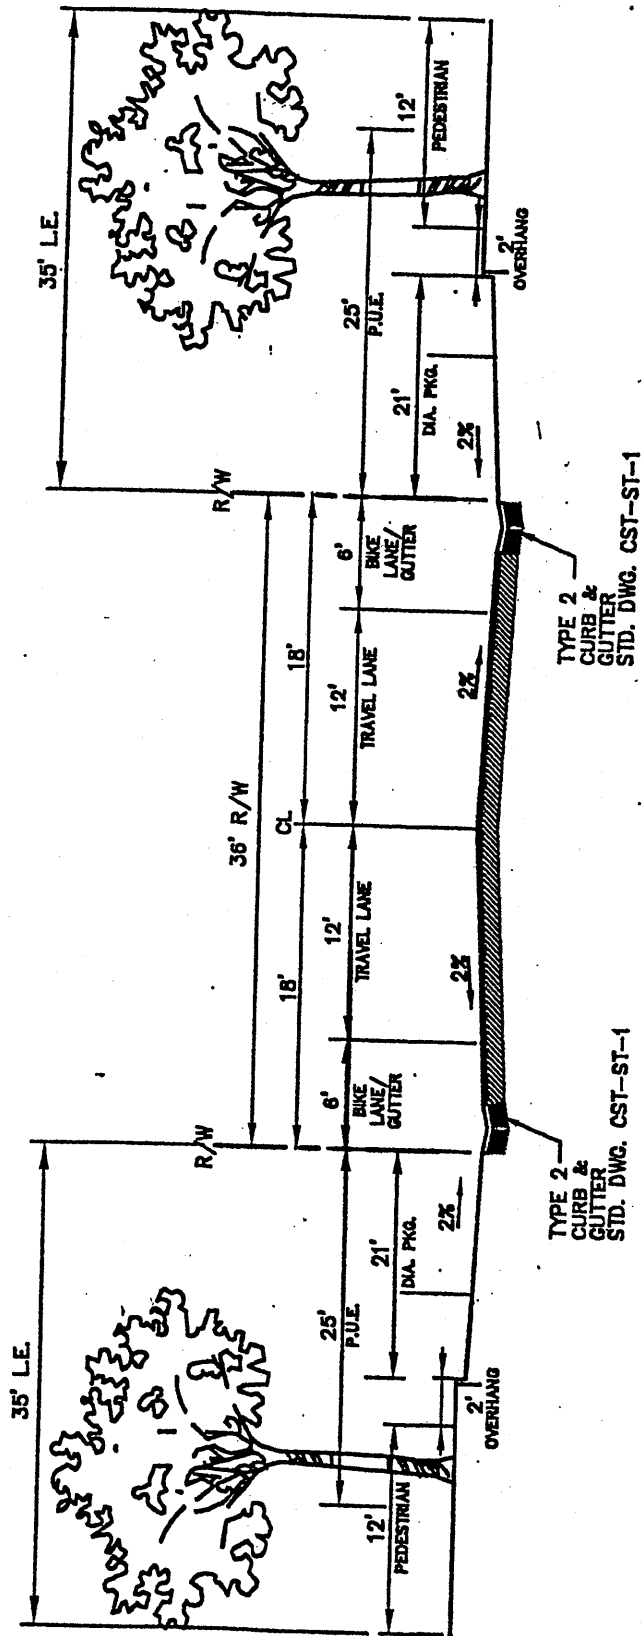 35' L.E.
35' L.E.
R/W
36' R/W
R/W
18'
CL
18'
25'
P.U.E.
6'
BIKE
LANE/
GUTTER
12'
TRAVEL LANE
12'
TRAVEL LANE
6'
BIKE
LANE/
GUTTER
25'
P.U.E.
12'
PEDESTRIAN
21'
DIA. PKG.
21'
DIA. PKG.
12'
PEDESTRIAN
2'
OVERHANG
2%
2%
2%
2%
2'
OVERHANG
TYPE 2
CURB &
GUTTER
STD. DWG. CST-ST-1
TYPE 2
CURB &
GUTTER
STD. DWG. CST-ST-1